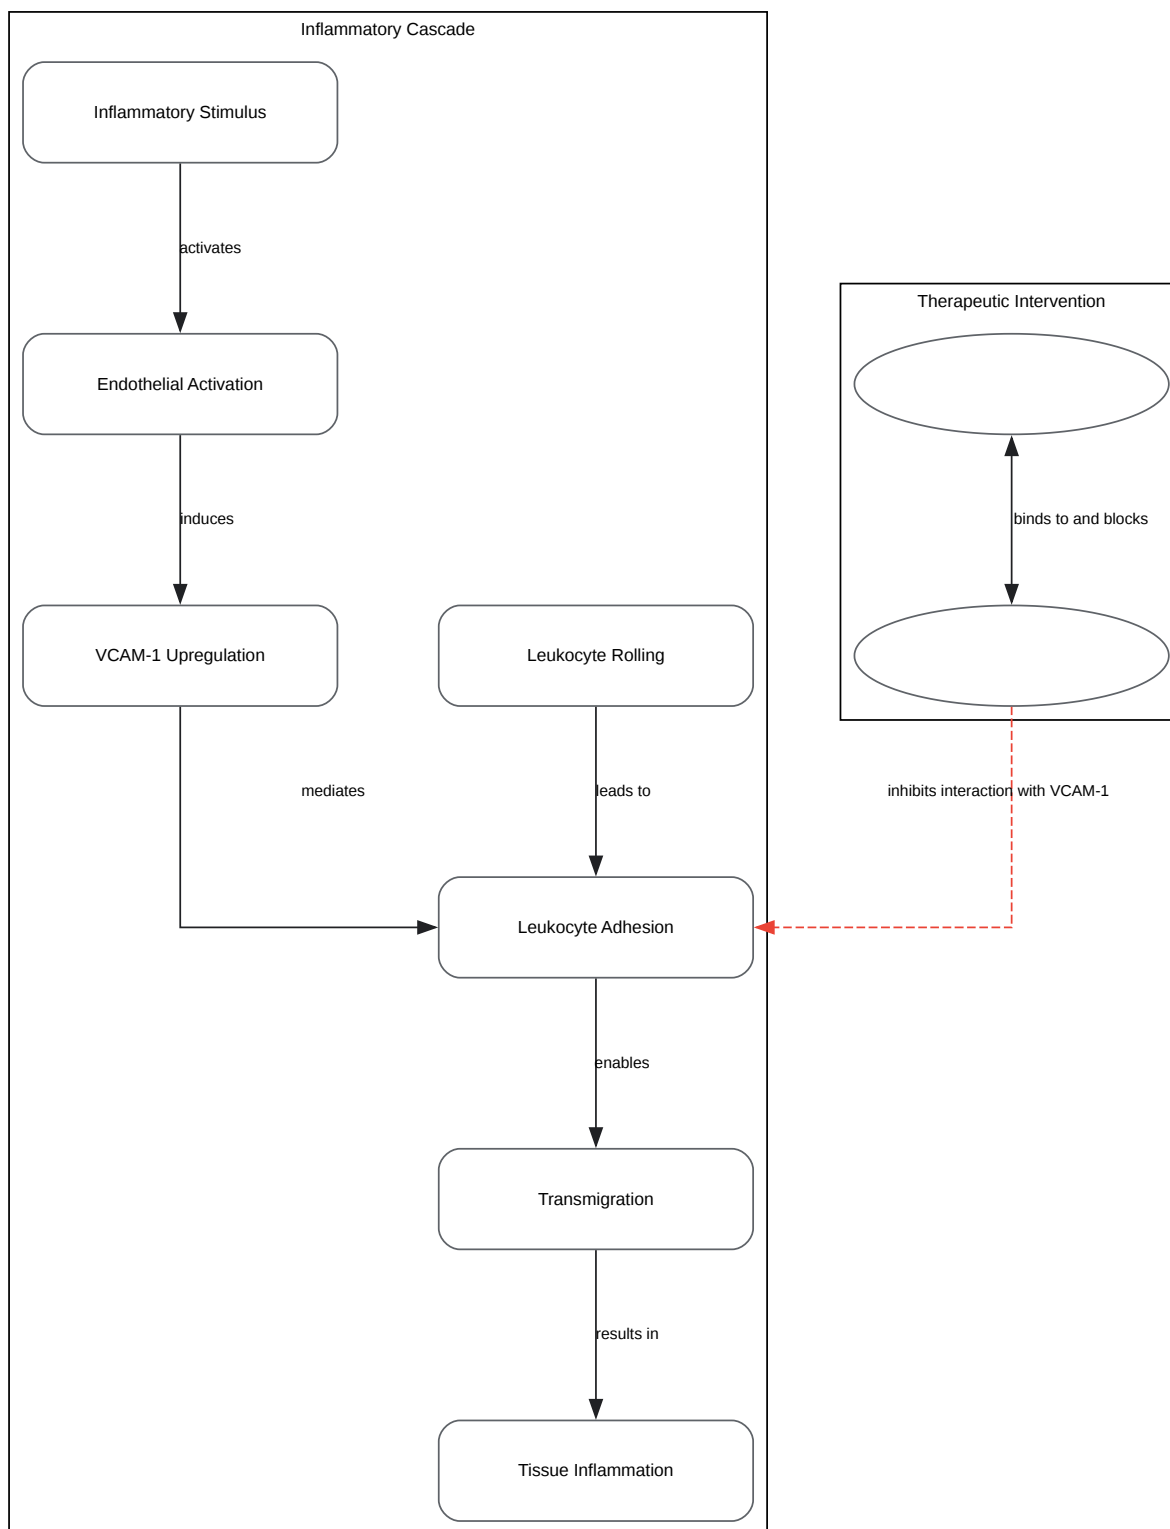 Inflammatory Cascade
Inflammatory Stimulus
activates
Therapeutic Intervention
Endothelial Activation
induces
binds to and blocks
VCAM-1 Upregulation
Leukocyte Rolling
mediates
leads to
inhibits interaction with VCAM-1
Leukocyte Adhesion
enables
Transmigration
results in
Tissue Inflammation